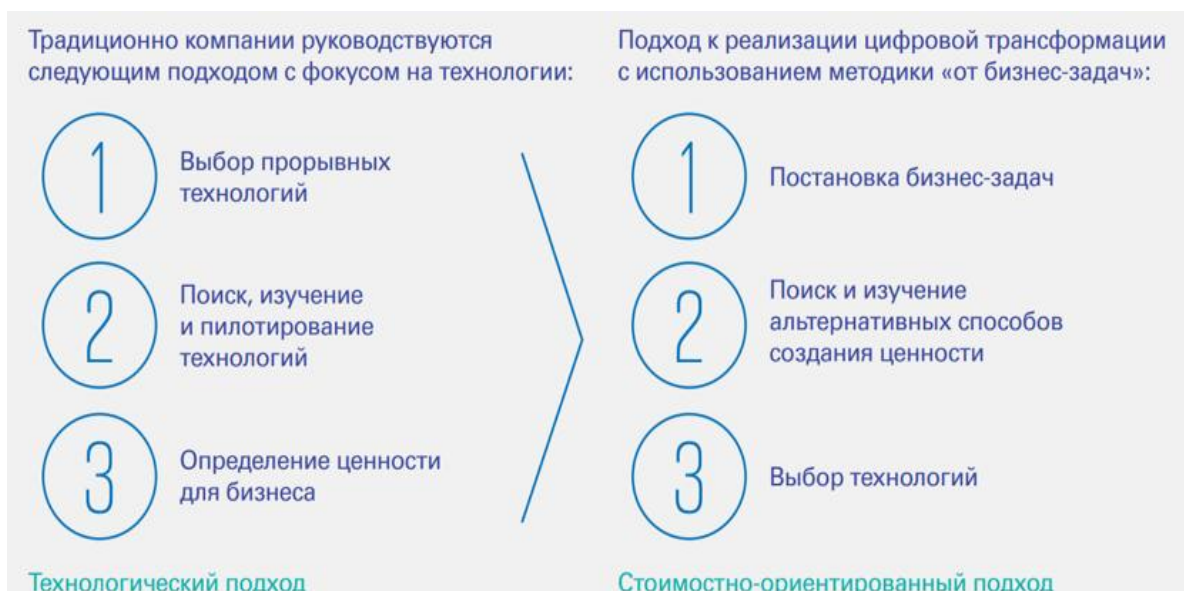 Традиционно компании руководствуются
следующим подходом с фокусом на технологии:
1
Выбор прорывных
технологий
2
Поиск, изучение
и пилотирование
технологий
3
Определение ценности
для бизнеса
Технологический подход
Подход к реализации цифровой трансформации
с использованием методики «от бизнес-задач»:
1
Постановка бизнес-задач
2
Поиск и изучение
альтернативных способов
создания ценности
3
Выбор технологий
Стоимостно-ориентированный подход